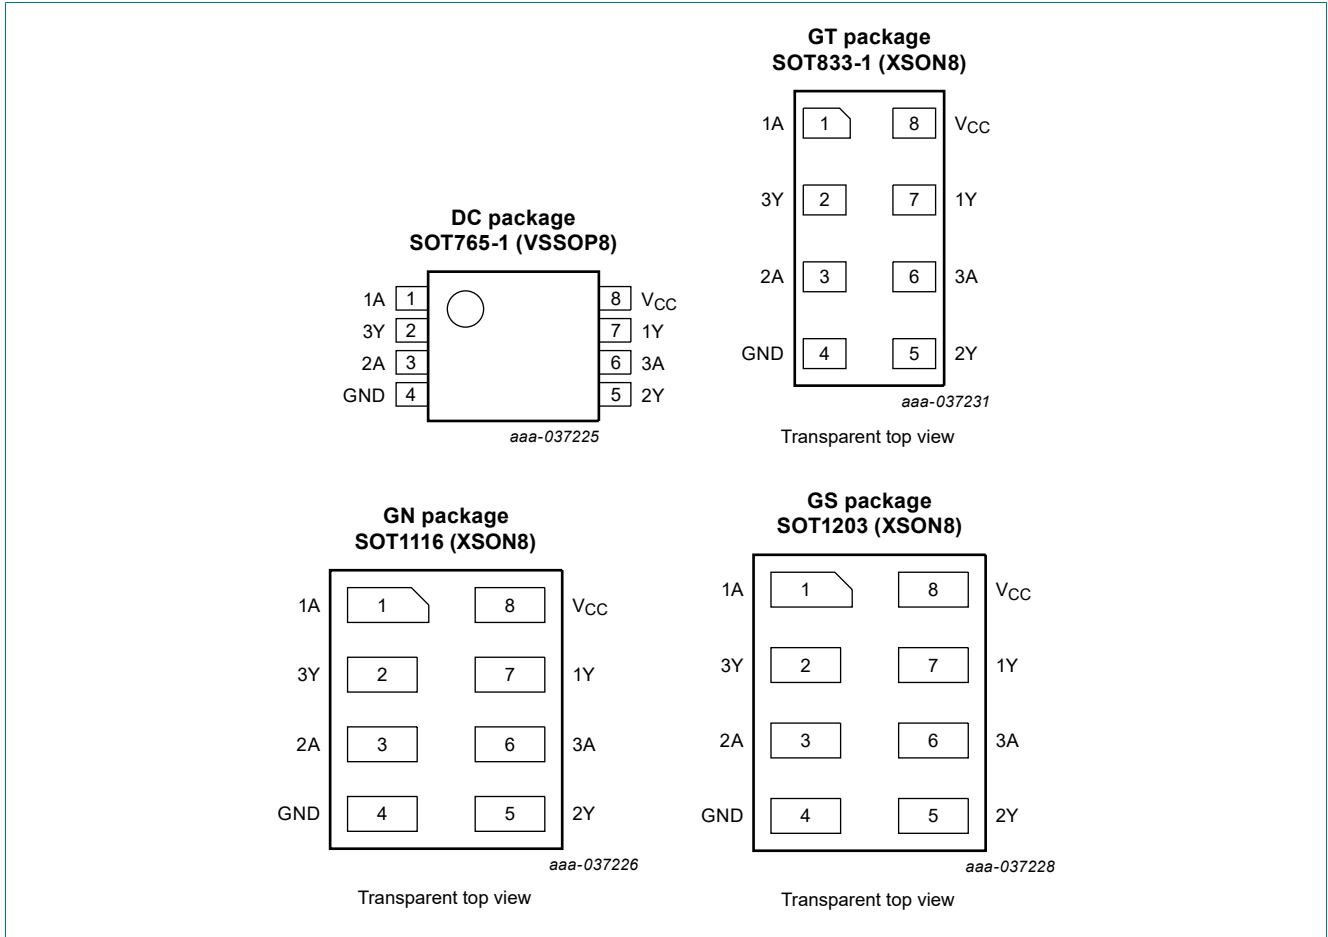 GT package
SOT833-1 (XSON8)
1A 1 8 VCC
3Y 2 7 1Y
2A 3 6 3A
GND 4 5 2Y
aaa-037231
Transparent top view
DC package
SOT765-1 (VSSOP8)
1A 1 8 VCC
3Y 2 7 1Y
2A 3 6 3A
GND 4 5 2Y
aaa-037225
GN package
SOT1116 (XSON8)
1A 1 8 VCC
3Y 2 7 1Y
2A 3 6 3A
GND 4 5 2Y
aaa-037226
Transparent top view
GS package
SOT1203 (XSON8)
1A 1 8 VCC
3Y 2 7 1Y
2A 3 6 3A
GND 4 5 2Y
aaa-037228
Transparent top view